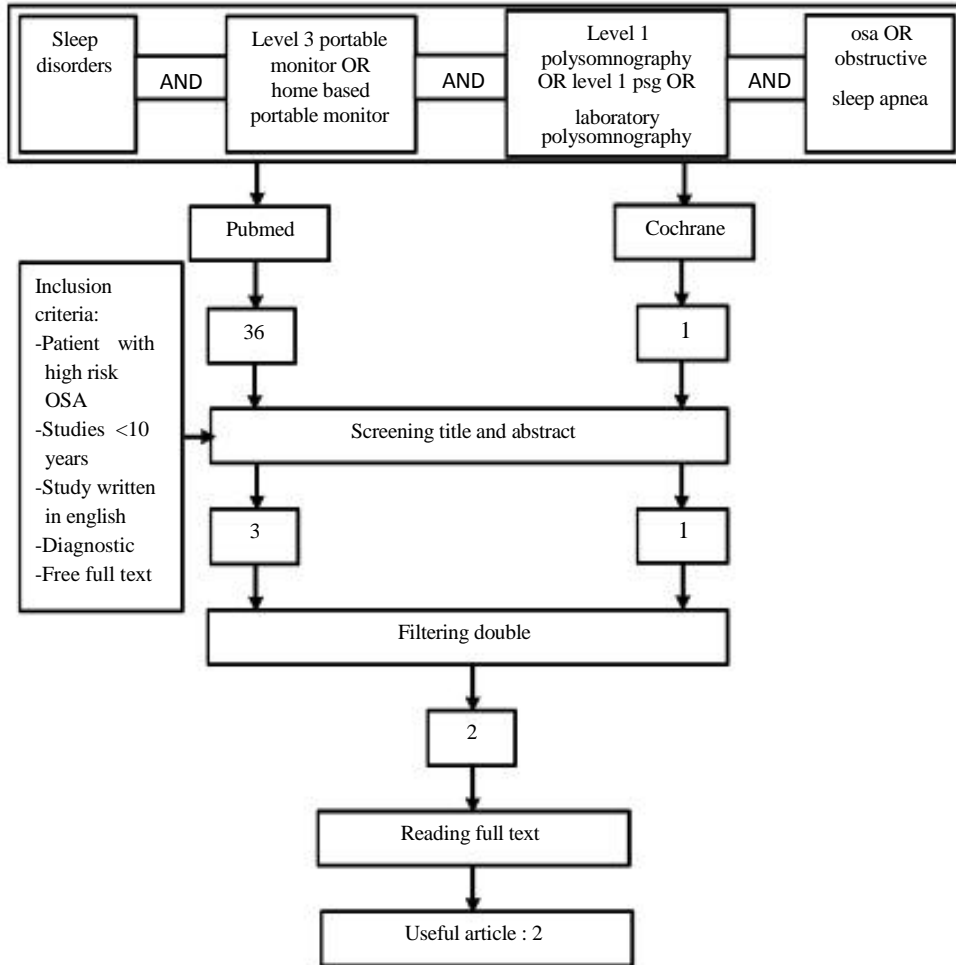 Sleep
disorders
AND
Level 3 portable
monitor OR
home based
portable monitor
AND
Level 1
polysomnography
OR level 1 psg OR
laboratory
polysomnography
AND
osa OR
obstructive
sleep apnea
Pubmed
Cochrane
Inclusion
criteria:
-Patient with
high risk
OSA
-Studies <10
years
-Study written
in english
-Diagnostic
-Free full text
36
1
Screening title and abstract
3
1
Filtering double
2
Reading full text
Useful article : 2